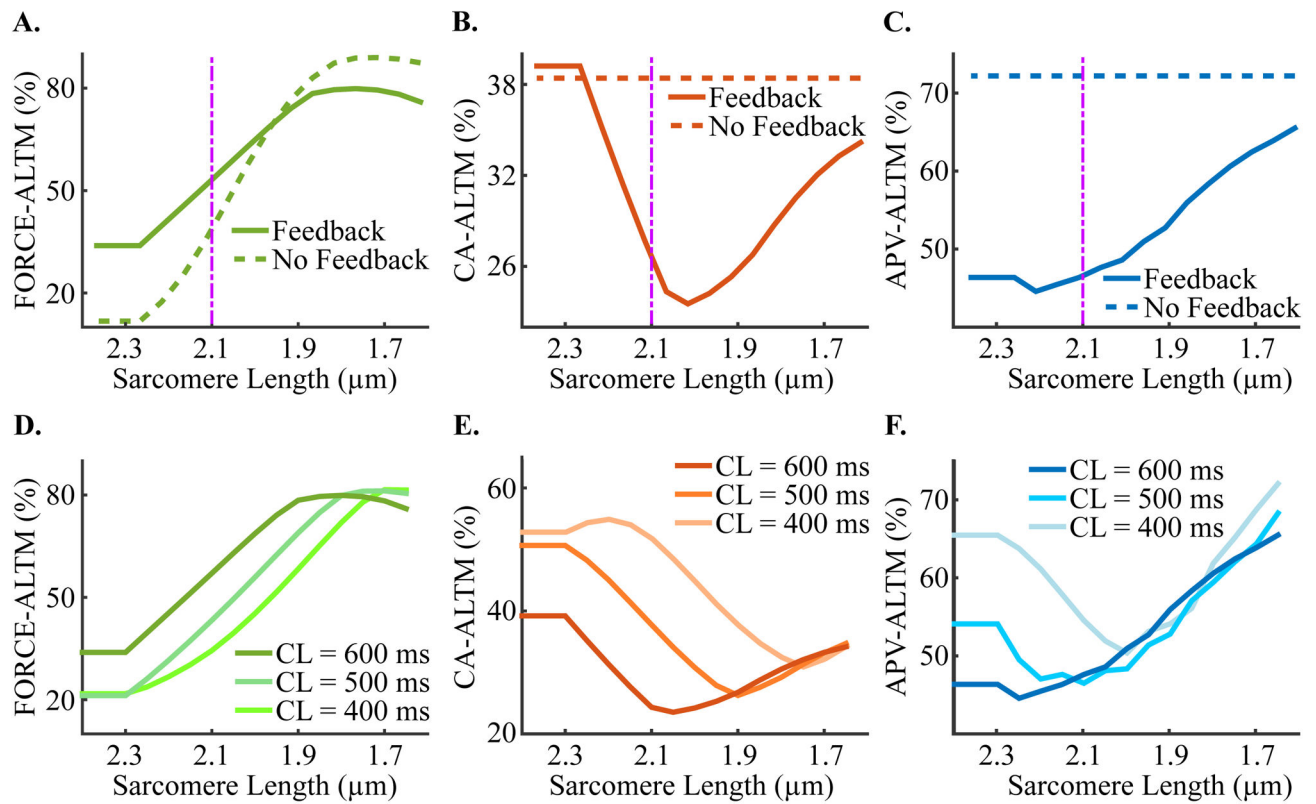 A.
FORCE-ALTM (%)
80
50
20
Feedback
No Feedback
2.3 2.1 1.9 1.7
Sarcomere Length (µm)
B.
CA-ALTM (%)
38
32
26
Feedback
No Feedback
2.3 2.1 1.9 1.7
Sarcomere Length (µm)
C.
APV-ALTM (%)
70
60
50
Feedback
No Feedback
2.3 2.1 1.9 1.7
Sarcomere Length (µm)
D.
FORCE-ALTM (%)
80
50
20
CL = 600 ms
CL = 500 ms
CL = 400 ms
2.3 2.1 1.9 1.7
Sarcomere Length (µm)
E.
CA-ALTM (%)
60
40
20
CL = 600 ms
CL = 500 ms
CL = 400 ms
2.3 2.1 1.9 1.7
Sarcomere Length (µm)
F.
APV-ALTM (%)
70
60
50
CL = 600 ms
CL = 500 ms
CL = 400 ms
2.3 2.1 1.9 1.7
Sarcomere Length (µm)